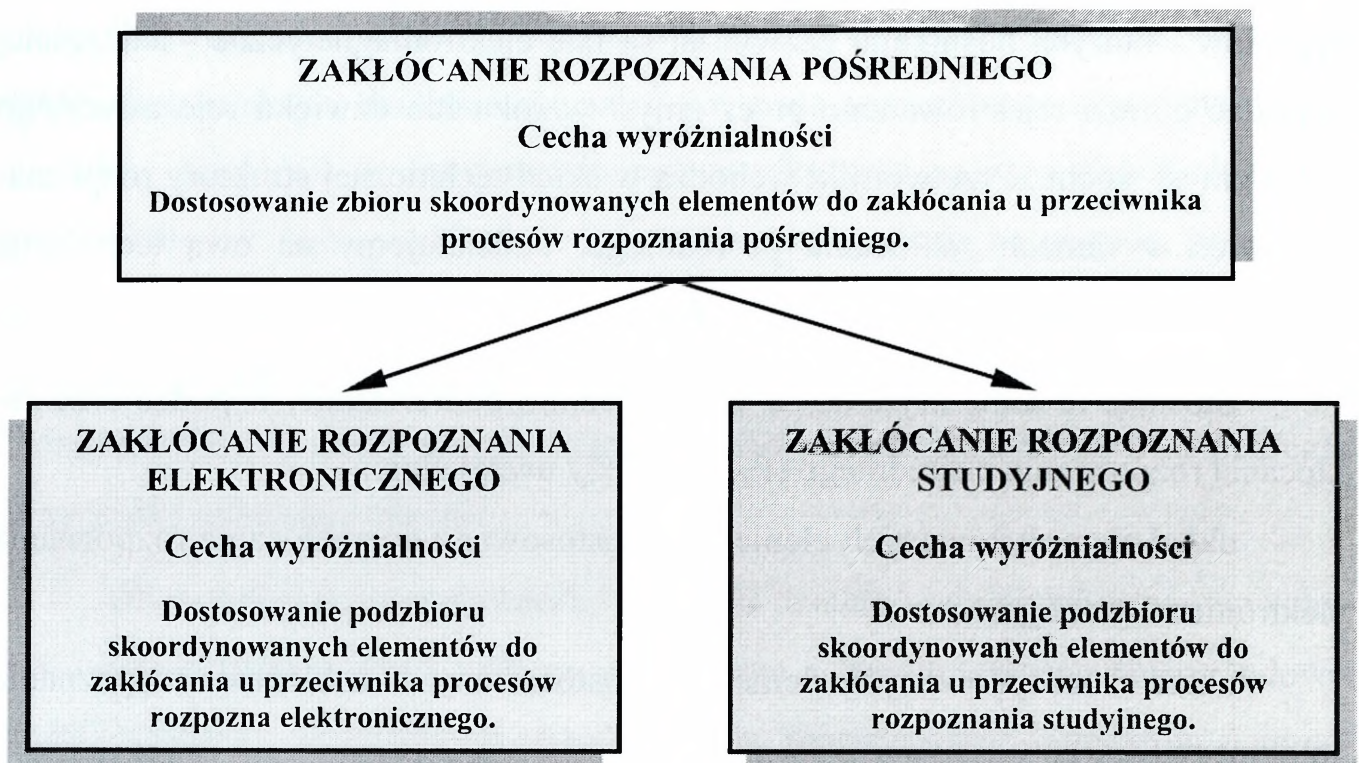 ZAKŁÓCANIE ROZPOZNANIA POŚREDNIEGO
Cecha wyróżnialności
Dostosowanie zbioru skoordynowanych elementów do zakłócania u przeciwnika
procesów rozpoznania pośredniego.
ZAKŁÓCANIE ROZPOZNANIA
ELEKTRONICZNEGO
Cecha wyróżnialności
Dostosowanie podzbioru
skoordynowanych elementów do
zakłócania u przeciwnika procesów
rozpozna elektronicznego.
ZAKŁÓCANIE ROZPOZNANIA
STUDYJNEGO
Cecha wyróżnialności
Dostosowanie podzbioru
skoordynowanych elementów do
zakłócania u przeciwnika procesów
rozpoznania studyjnego.